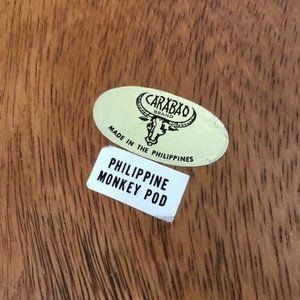 CARABAO
BRAND
MADE IN THE PHILIPPINES
PHILIPPINE
MONKEY POD